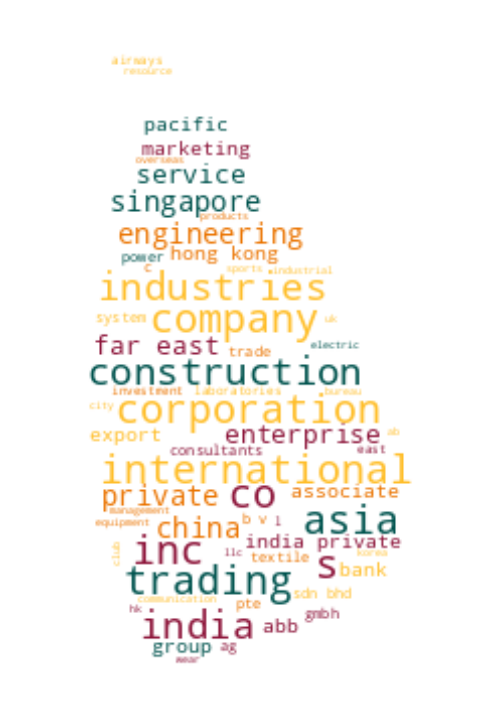 airways
resource
pacific
marketing
overseas
service
singapore
products
engineering
power hong kong
c sports industrial
industries
system company uk
far east trade electric
construction
investment laboratories bureau
city corporation
export enterprise ab
consultants east
international
private co associate
management
equipment china b v l asia
club inc llc india private korea
textile s bank
trading sdn bhd
communication
hk pte gmbh
india abb
group ag
wear